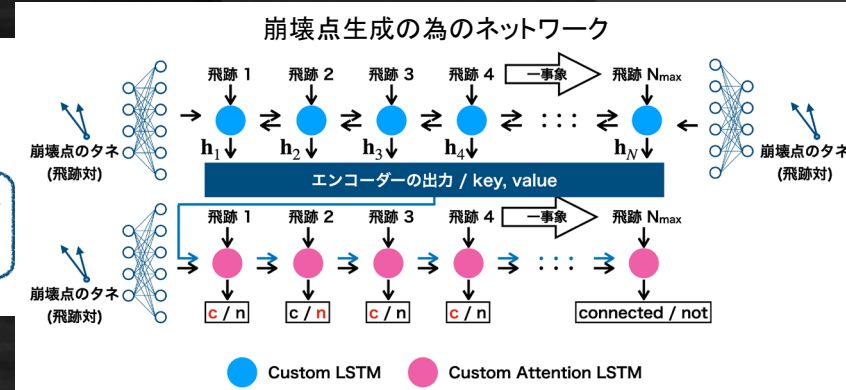 崩壊点生成の為のネットワーク
飛跡 1 飛跡 2 飛跡 3 飛跡 4 一事象 飛跡 Nmax
崩壊点のタネ
(飛跡対)
h1 h2 h3 h4 hN
崩壊点のタネ
(飛跡対)
エンコーダーの出力 / key, value
飛跡 1 飛跡 2 飛跡 3 飛跡 4 一事象 飛跡 Nmax
崩壊点のタネ
(飛跡対)
c / n c / n c / n c / n connected / not
Custom LSTM Custom Attention LSTM